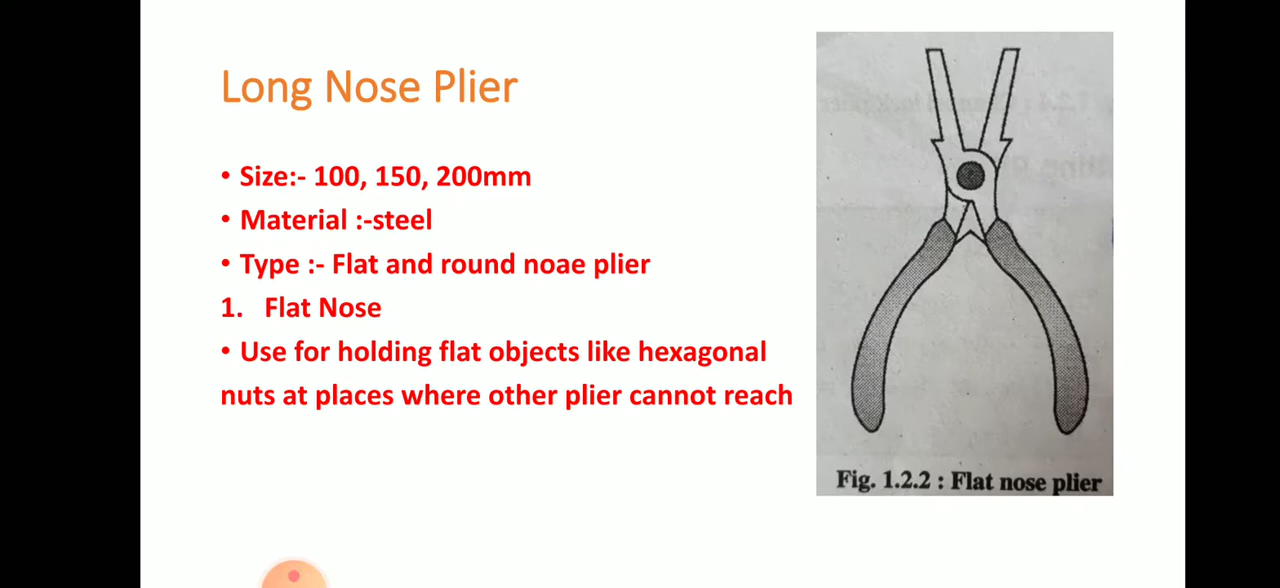 Long Nose Plier
• Size:- 100, 150, 200mm
• Material :-steel
• Type :- Flat and round noae plier
1. Flat Nose
• Use for holding flat objects like hexagonal
nuts at places where other plier cannot reach
Fig. 1.2.2 : Flat nose plier